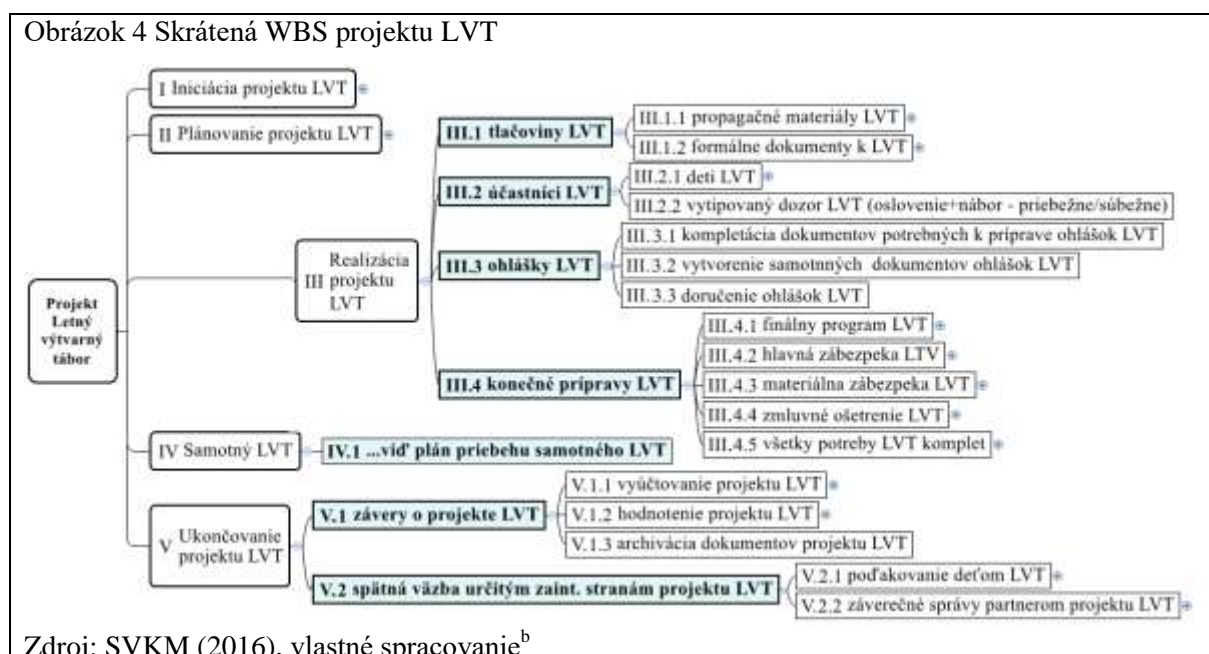 Obrázok 4 Skrátená WBS projektu LVT
Projekt
Letný
výtvarný
tábor
I Iniciácia projektu LVT
II Plánovanie projektu LVT
III Realizácia
projektu
LVT
III.1 tlačoviny LVT
III.1.1 propagačné materiály LVT
III.1.2 formálne dokumenty k LVT
III.2 účastníci LVT
III.2.1 deti LVT
III.2.2 vytipovaný dozor LVT (oslovenie+nábor - priebežne/súbežne)
III.3 ohlášky LVT
III.3.1 kompletácia dokumentov potrebných k príprave ohlášok LVT
III.3.2 vytvorenie samotnných dokumentov ohlášok LVT
III.3.3 doručenie ohlášok LVT
III.4 konečné prípravy LVT
III.4.1 finálny program LVT
III.4.2 hlavná zábezpeka LTV
III.4.3 materiálna zábezpeka LVT
III.4.4 zmluvné ošetrenie LVT
III.4.5 všetky potreby LVT komplet
IV Samotný LVT
IV.1 ...viď plán priebehu samotného LVT
V Ukončovanie
projektu LVT
V.1 závery o projekte LVT
V.1.1 vyúčtovanie projektu LVT
V.1.2 hodnotenie projektu LVT
V.1.3 archivácia dokumentov projektu LVT
V.2 spätná väzba určitým zaint. stranám projektu LVT
V.2.1 poďakovanie deťom LVT
V.2.2 záverečné správy partnerom projektu LVT
Zdroj: SVKM (2016), vlastné spracovanie^b